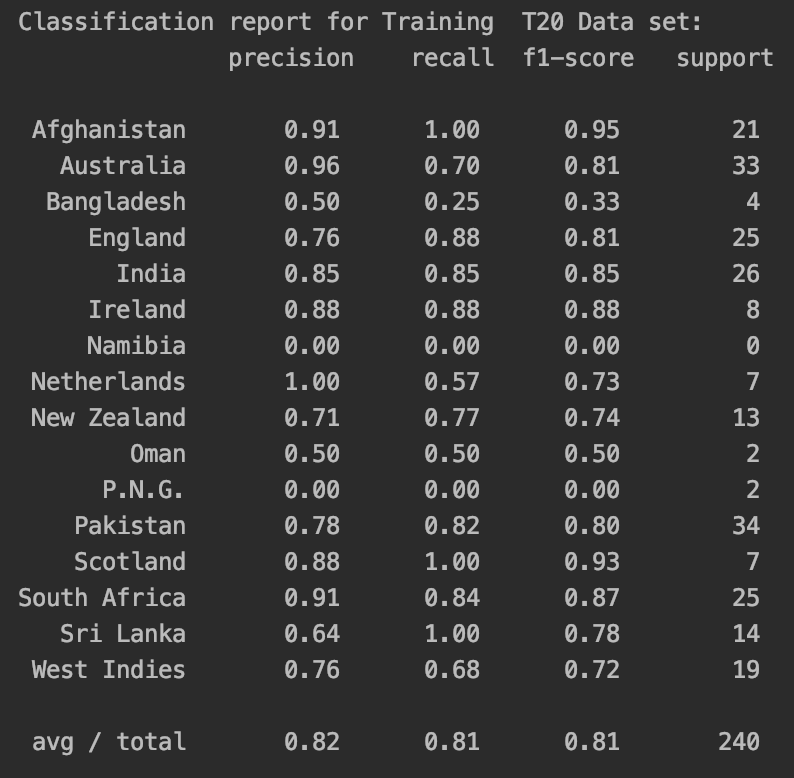 Classification report for Training  T20 Data set:
               precision    recall  f1-score   support

 Afghanistan       0.91      1.00      0.95        21
   Australia       0.96      0.70      0.81        33
  Bangladesh       0.50      0.25      0.33         4
     England       0.76      0.88      0.81        25
       India       0.85      0.85      0.85        26
     Ireland       0.88      0.88      0.88         8
     Namibia       0.00      0.00      0.00         0
 Netherlands       1.00      0.57      0.73         7
 New Zealand       0.71      0.77      0.74        13
        Oman       0.50      0.50      0.50         2
      P.N.G.       0.00      0.00      0.00         2
    Pakistan       0.78      0.82      0.80        34
    Scotland       0.88      1.00      0.93         7
South Africa       0.91      0.84      0.87        25
   Sri Lanka       0.64      1.00      0.78        14
 West Indies       0.76      0.68      0.72        19

 avg / total       0.82      0.81      0.81       240